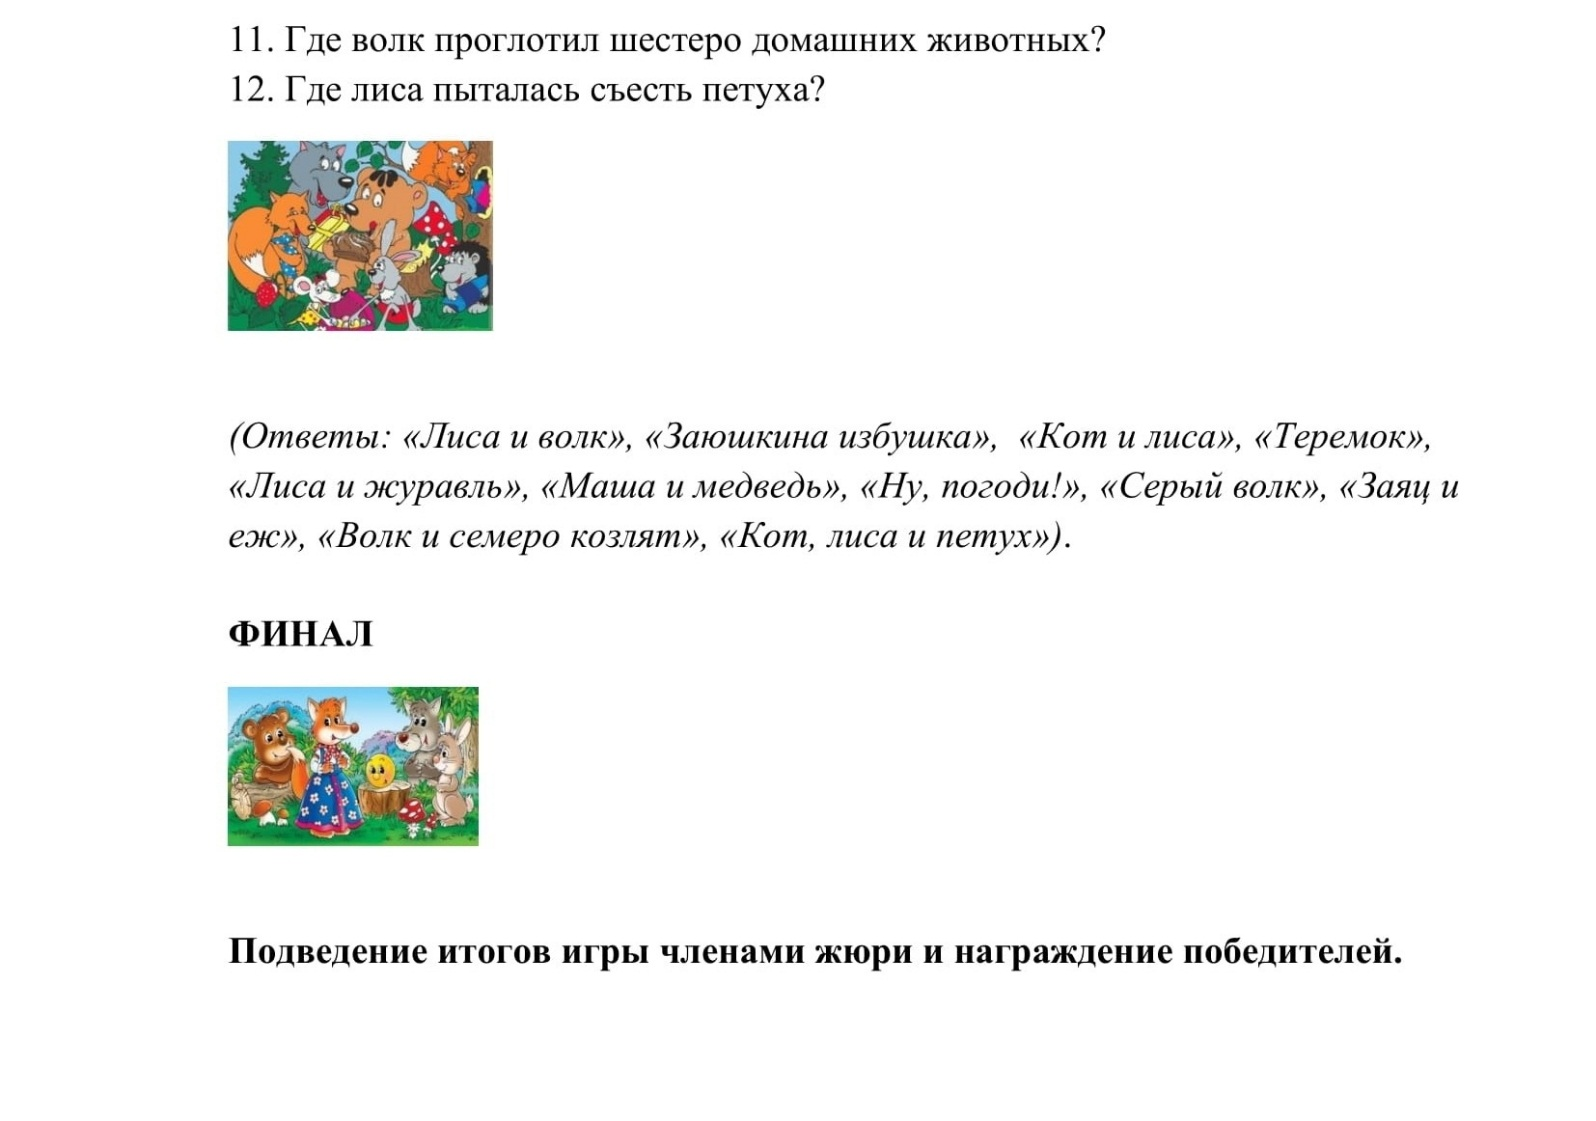 11. Где волк проглотил шестеро домашних животных?
12. Где лиса пыталась съесть петуха?
(Ответы: «Лиса и волк», «Заюшкина избушка», «Кот и лиса», «Теремок»,
«Лиса и журавль», «Маша и медведь», «Ну, погоди!», «Серый волк», «Заяц и
еж», «Волк и семеро козлят», «Кот, лиса и петух»).
ФИНАЛ
Подведение итогов игры членами жюри и награждение победителей.